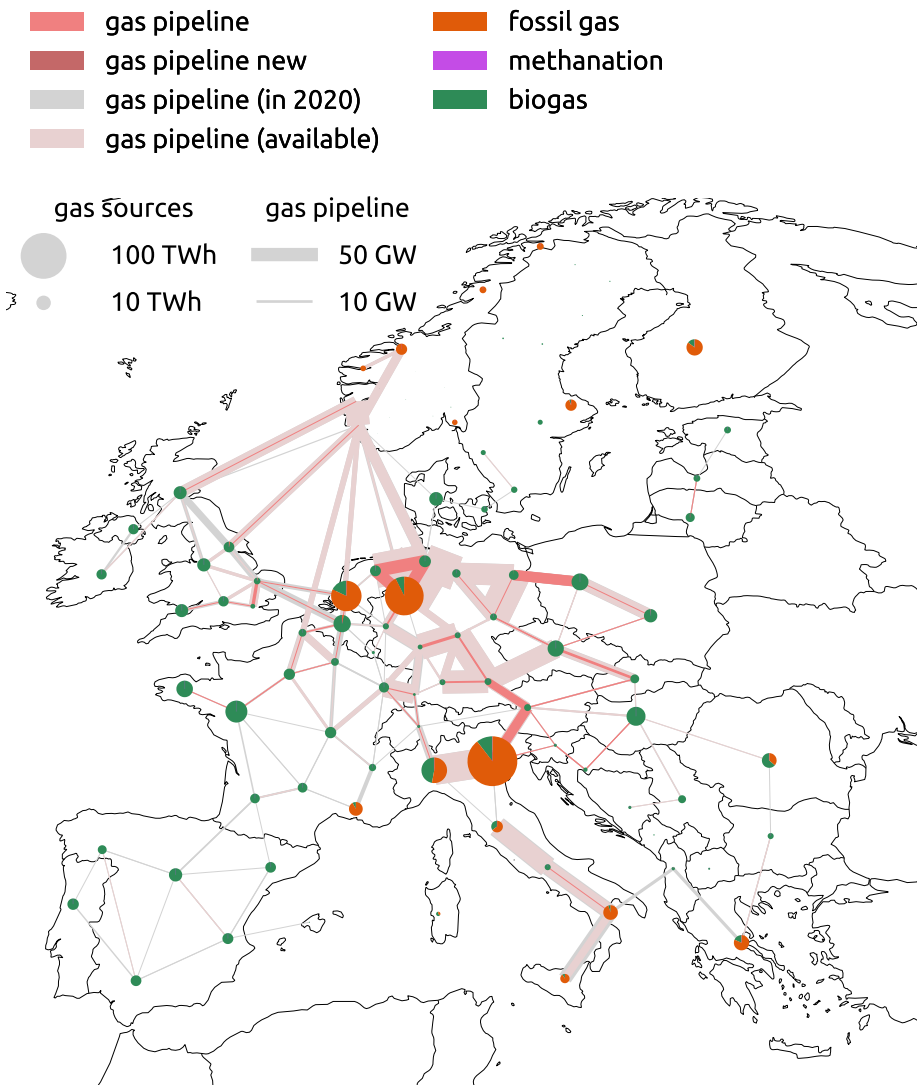 gas pipeline
gas pipeline new
gas pipeline (in 2020)
gas pipeline (available)
fossil gas
methanation
biogas
gas sources
100 TWh
10 TWh
gas pipeline
50 GW
10 GW